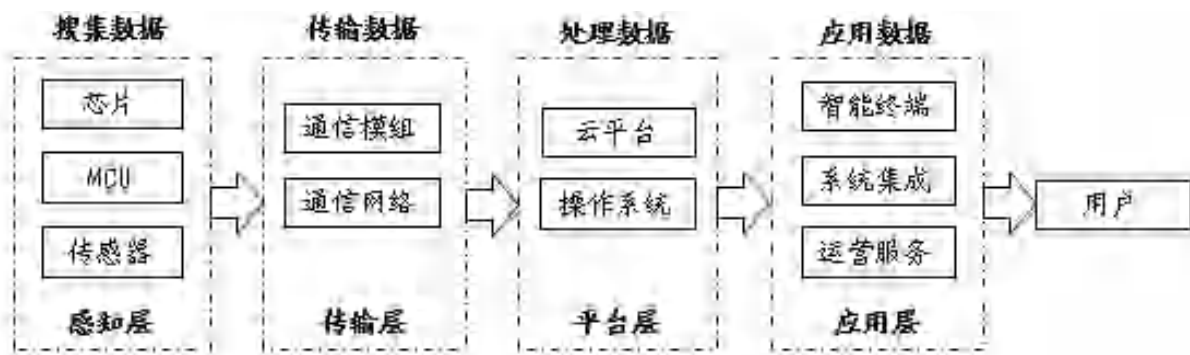 搜集数据
芯片
MCU
传感器
感知层
传输数据
通信模组
通信网络
传输层
处理数据
云平台
操作系统
平台层
应用数据
智能终端
系统集成
运营服务
应用层
用户